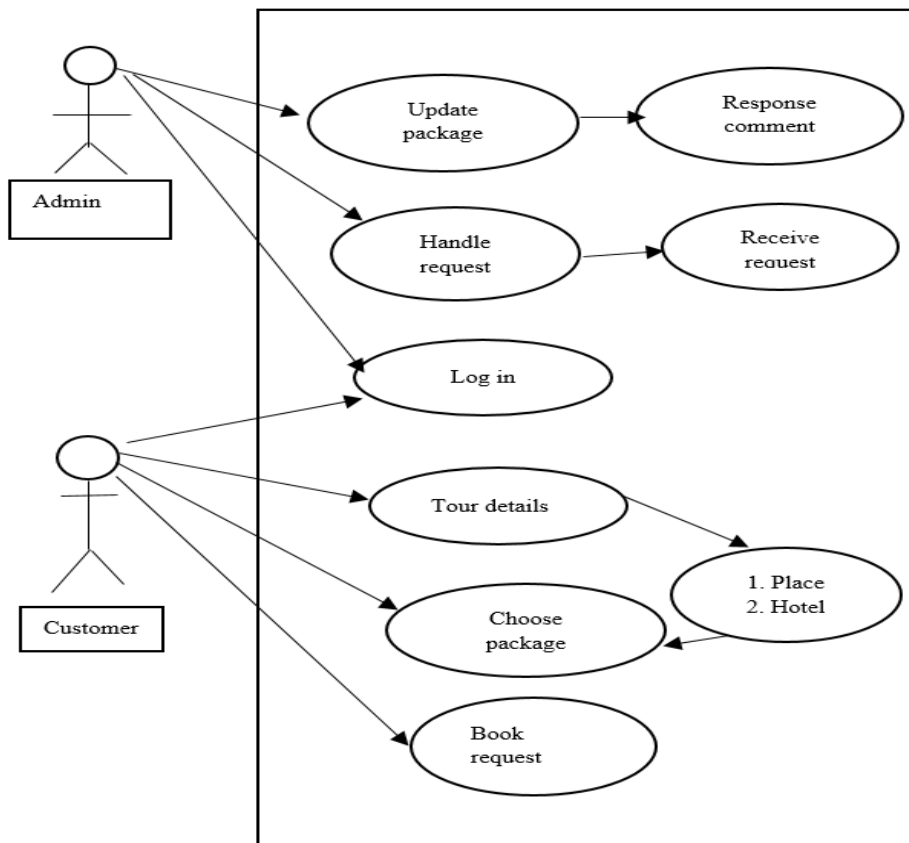 Update
package
Response
comment
Admin
Handle
request
Receive
request
Log in
Tour details
1. Place
2. Hotel
Choose
package
Customer
Book
request